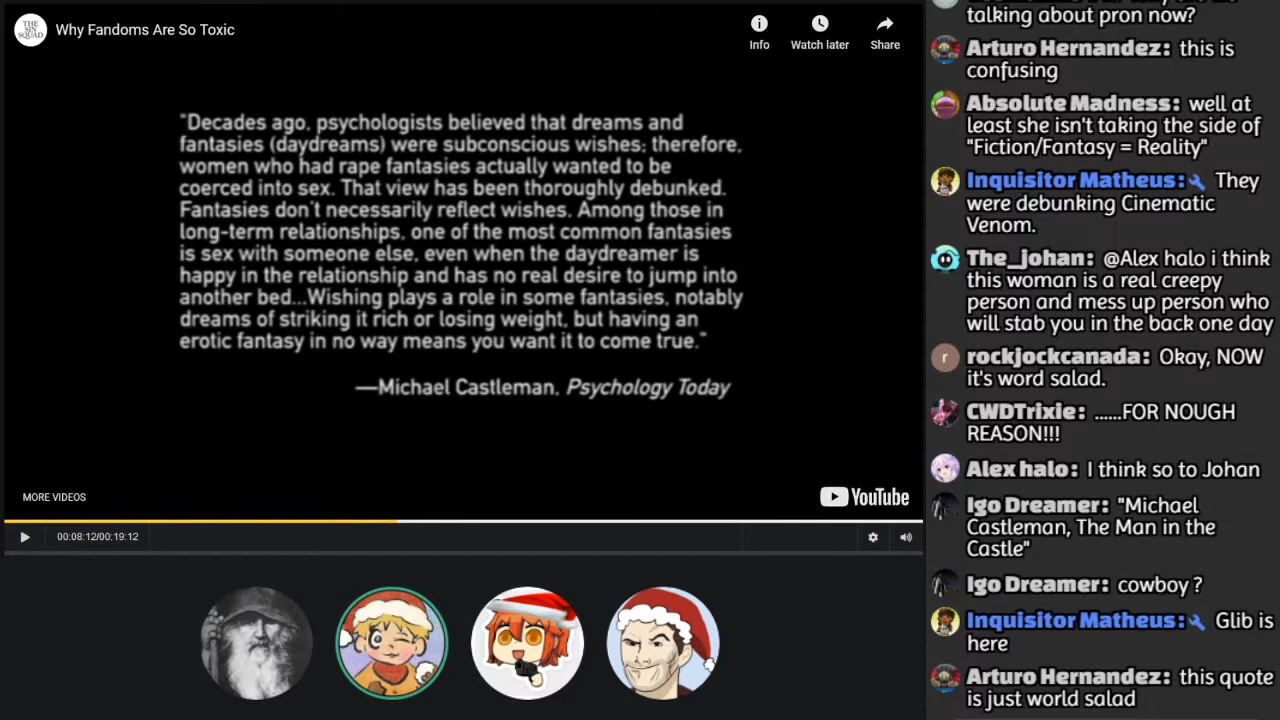 THE
SIN
SQUAD
Why Fandoms Are So Toxic
Info
Watch later
Share
"Decades ago, psychologists believed that dreams and
fantasies (daydreams) were subconscious wishes; therefore,
women who had rape fantasies actually wanted to be
coerced into sex. That view has been thoroughly debunked.
Fantasies don't necessarily reflect wishes. Among those in
long-term relationships, one of the most common fantasies
is sex with someone else, even when the daydreamer is
happy in the relationship and has no real desire to jump into
another bed...Wishing plays a role in some fantasies, notably
dreams of striking it rich or losing weight, but having an
erotic fantasy in no way means you want it to come true."
—Michael Castleman, Psychology Today
MORE VIDEOS
YouTube
00:08:12/00:19:12
talking about pron now?
Arturo Hernandez: this is
confusing
Absolute Madness: well at
least she isn't taking the side of
"Fiction/Fantasy = Reality"
Inquisitor Matheus: They
were debunking Cinematic
Venom.
The_johan: @Alex halo i think
this woman is a real creepy
person and mess up person who
will stab you in the back one day
r
rockjockcanada: Okay, NOW
it's word salad.
CWDTrixie: ......FOR NOUGH
REASON!!!
Alex halo: I think so to Johan
Igo Dreamer: "Michael
Castleman, The Man in the
Castle"
Igo Dreamer: cowboy ?
Inquisitor Matheus: Glib is
here
Arturo Hernandez: this quote
is just world salad